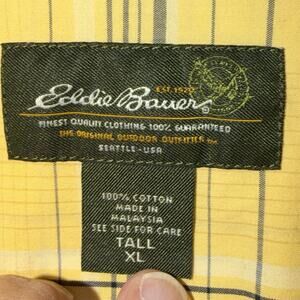 EST. 1920
Eddie Bauer
FINEST QUALITY CLOTHING 100% GUARANTEED
THE ORIGINAL OUTDOOR OUTFITTER ™
SEATTLE - USA
100% COTTON
MADE IN
MALAYSIA
SEE SIDE FOR CARE
TALL
XL